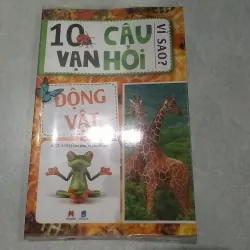 10 CÂU
VẠN HỎI
VÌ SAO?
ĐỘNG
VẬT